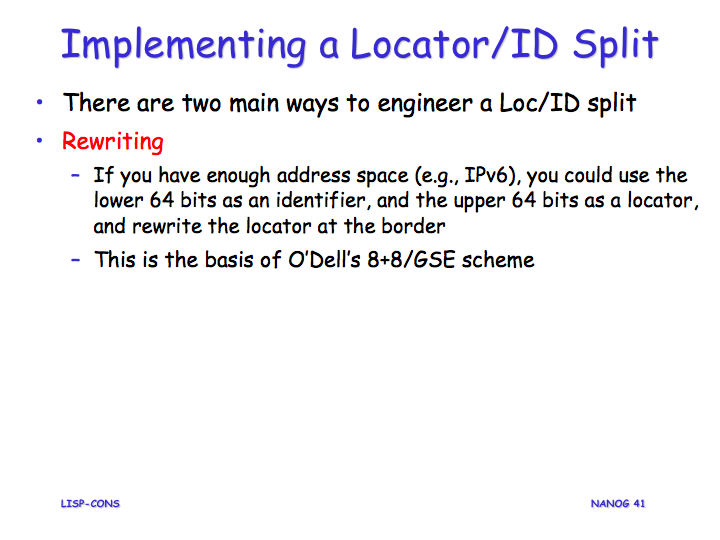 Implementing a Locator/ID Split
• There are two main ways to engineer a Loc/ID split
• Rewriting
– If you have enough address space (e.g., IPv6), you could use the
lower 64 bits as an identifier, and the upper 64 bits as a locator,
and rewrite the locator at the border
– This is the basis of O’Dell’s 8+8/GSE scheme
LISP-CONS
NANOG 41